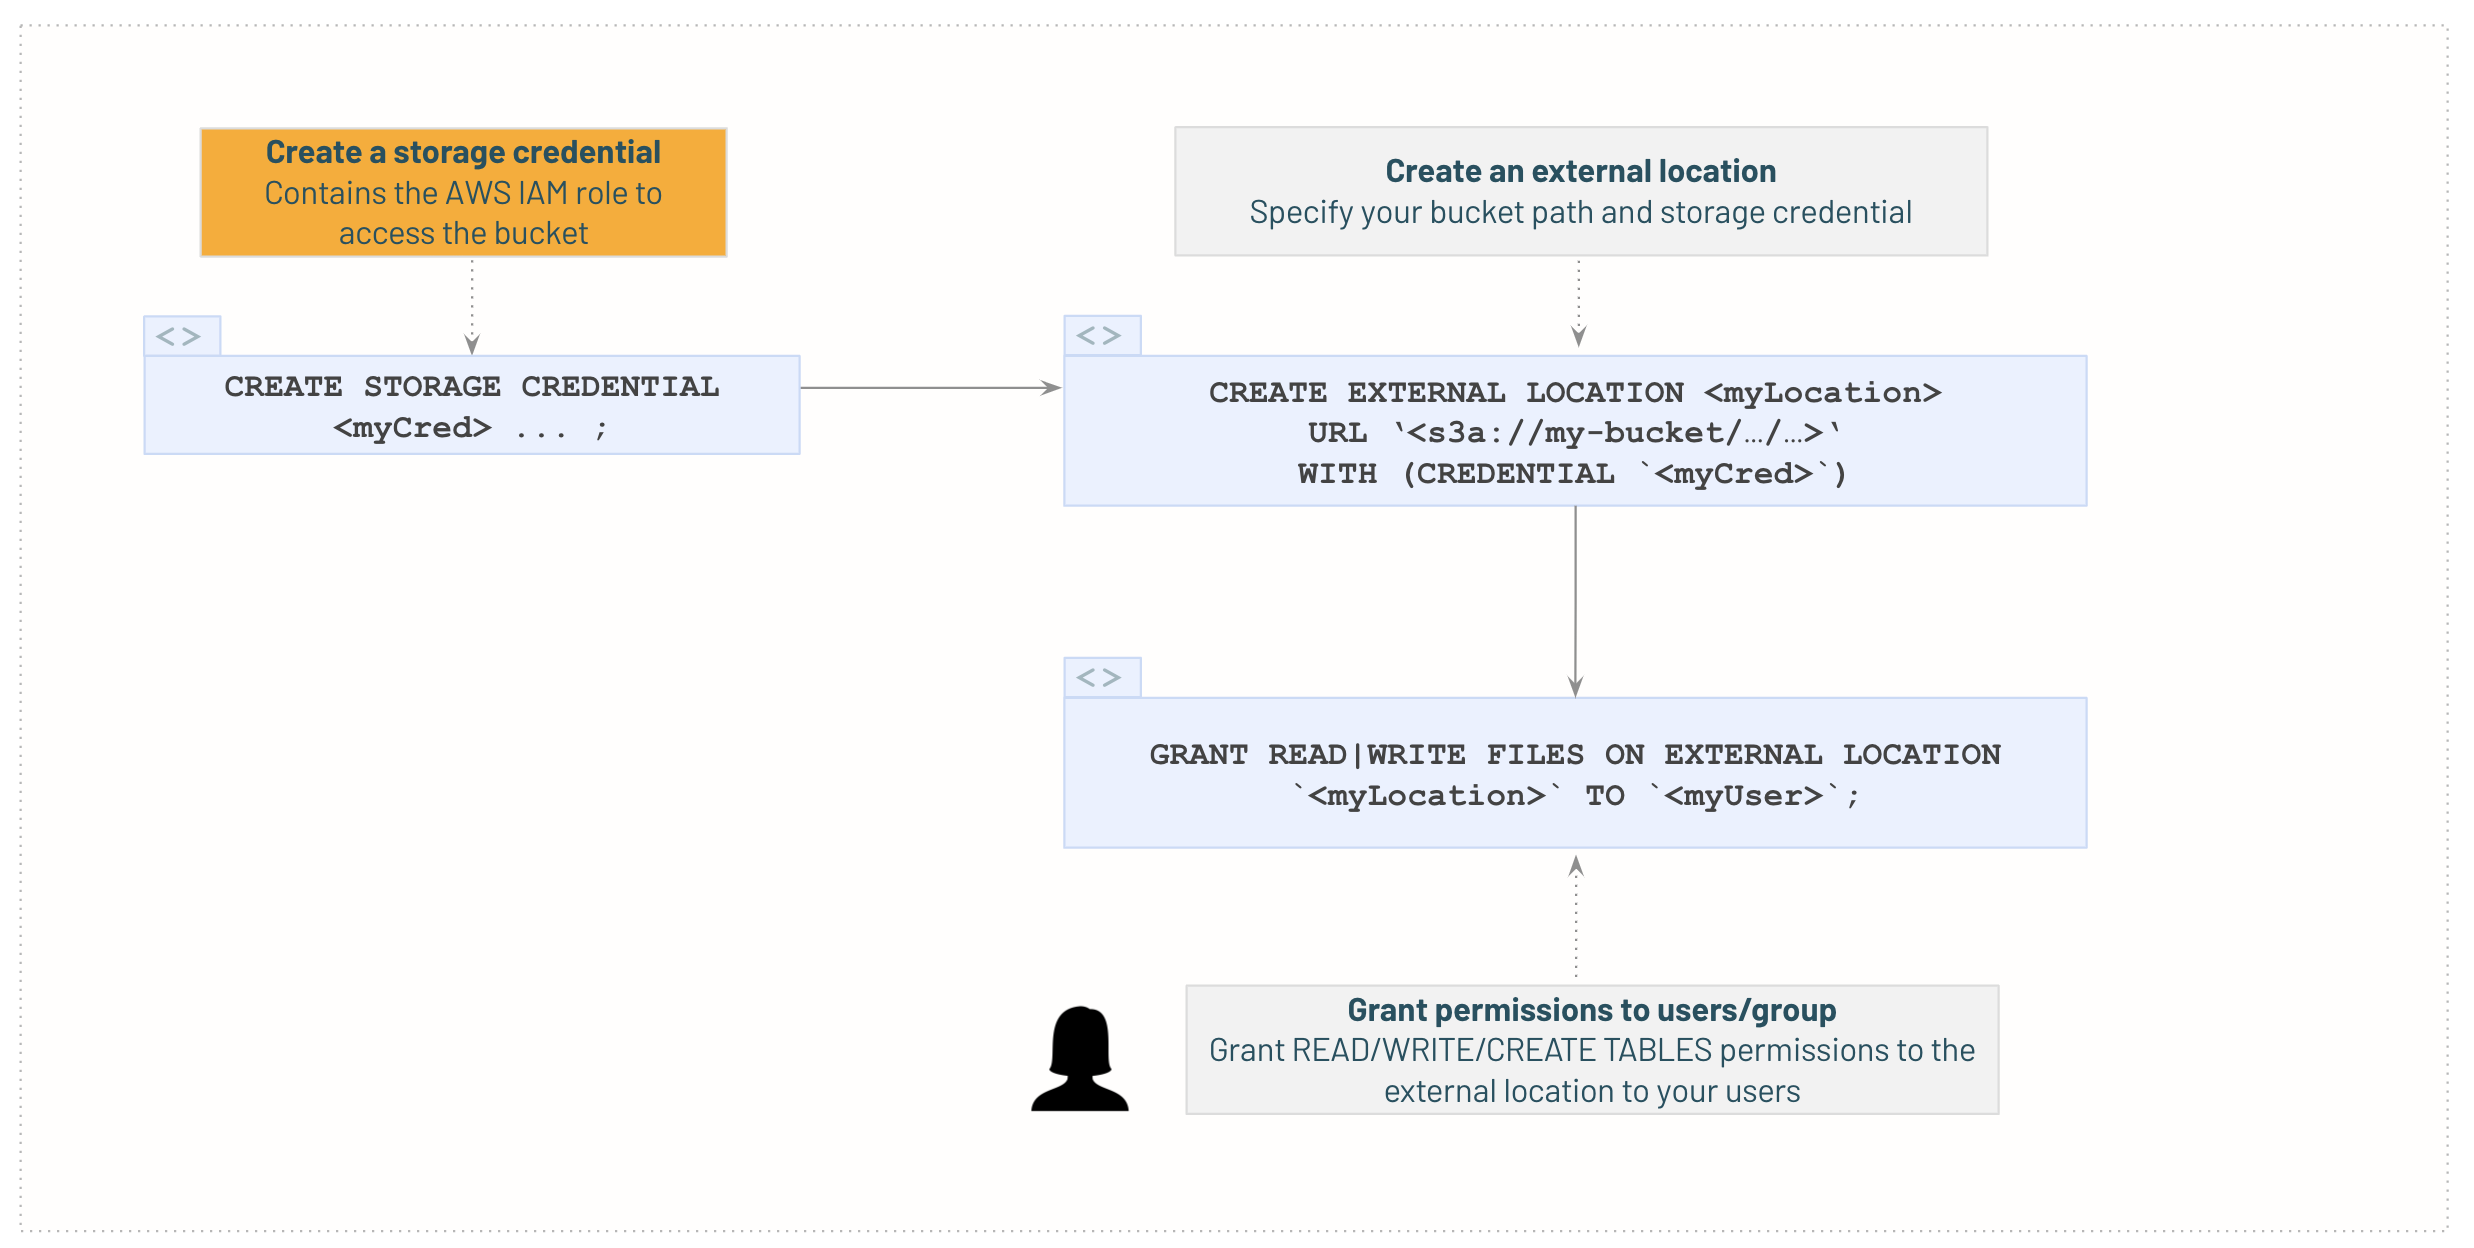 Create a storage credential
Contains the AWS IAM role to
access the bucket
<>
CREATE STORAGE CREDENTIAL
<myCred> ... ;
Create an external location
Specify your bucket path and storage credential
<>
CREATE EXTERNAL LOCATION <myLocation>
URL ‘<s3a://my-bucket/…/…>‘
WITH (CREDENTIAL `<myCred>`)
<>
GRANT READ|WRITE FILES ON EXTERNAL LOCATION
`<myLocation>` TO `<myUser>`;
Grant permissions to users/group
Grant READ/WRITE/CREATE TABLES permissions to the
external location to your users